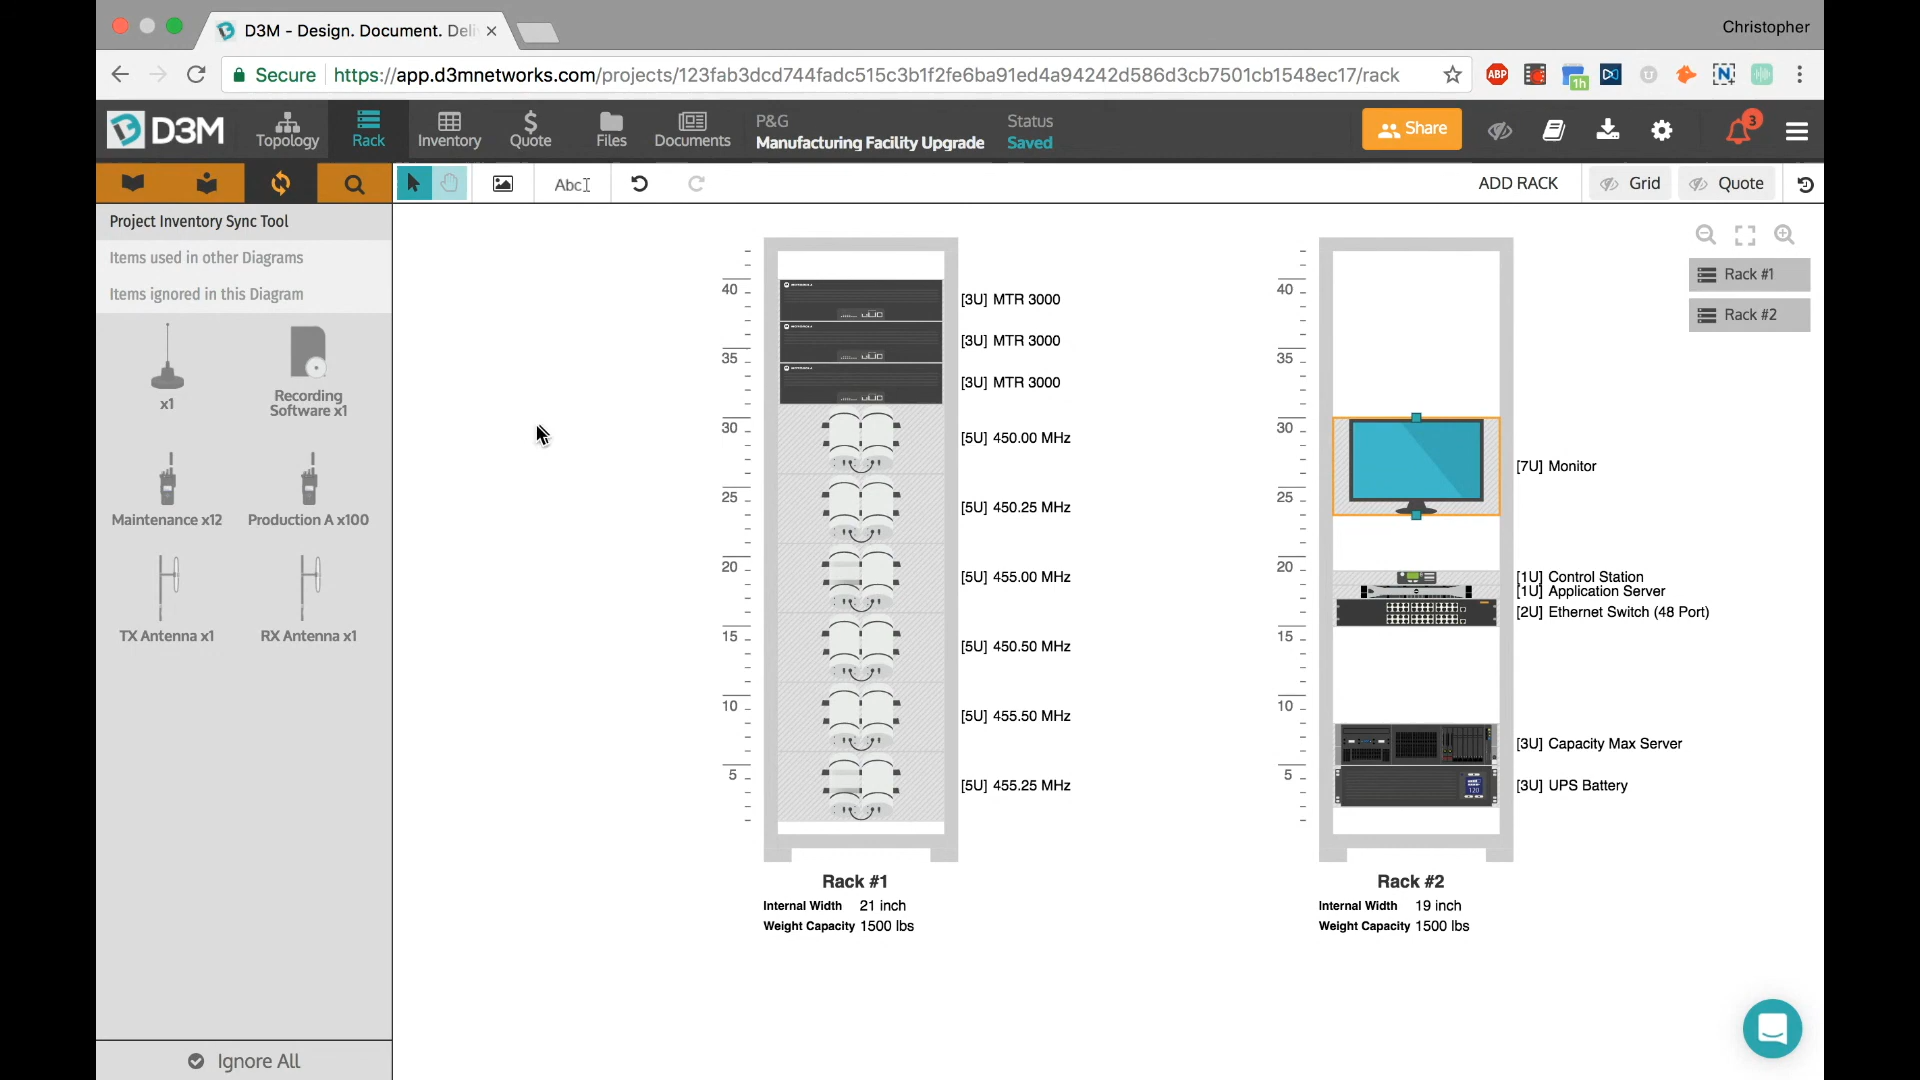 D3M - Design. Document. Deli
Christopher
Secure
https://app.d3mnetworks.com/projects/123fab3dcd744fadc515c3b1f2fe6ba91ed4a94242d586d3cb7501cb1548ec17/rack
ABP
1h
N
D3M
Topology
Rack
Inventory
Quote
Files
Documents
P&G
Manufacturing Facility Upgrade
Status
Saved
Share
3
Abc
ADD RACK
Grid
Quote
Project Inventory Sync Tool
Items used in other Diagrams
Items ignored in this Diagram
x1
Recording
Software x1
Maintenance x12
Production A x100
TX Antenna x1
RX Antenna x1
Ignore All
40
35
30
25
20
15
10
5
[3U] MTR 3000
[3U] MTR 3000
[3U] MTR 3000
[5U] 450.00 MHz
[5U] 450.25 MHz
[5U] 455.00 MHz
[5U] 450.50 MHz
[5U] 455.50 MHz
[5U] 455.25 MHz
Rack #1
Internal Width 21 inch
Weight Capacity 1500 lbs
40
35
30
25
20
15
10
5
[7U] Monitor
[1U] Control Station
[1U] Application Server
[2U] Ethernet Switch (48 Port)
[3U] Capacity Max Server
[3U] UPS Battery
120
Rack #2
Internal Width 19 inch
Weight Capacity 1500 lbs
Rack #1
Rack #2